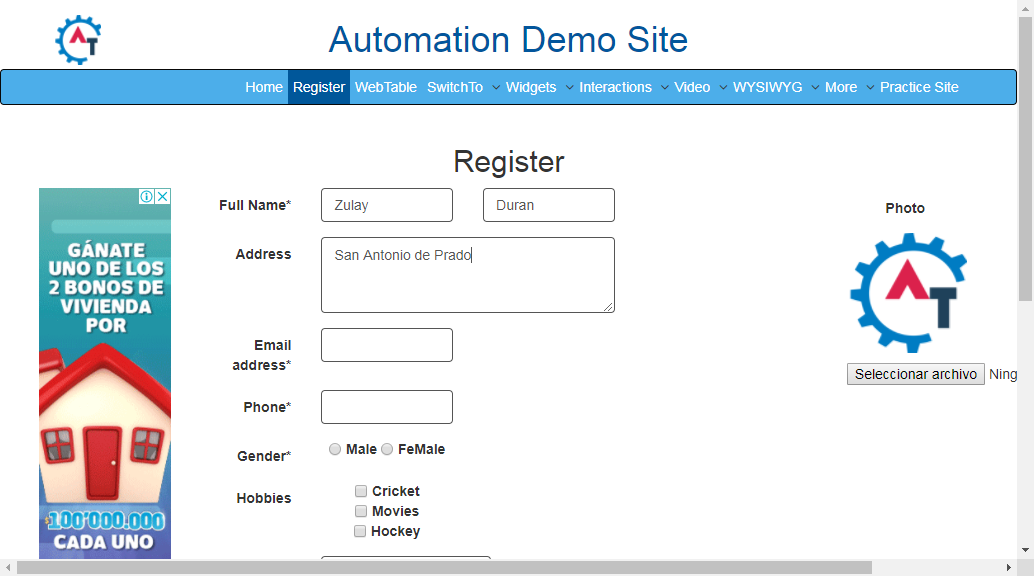 AT
Automation Demo Site
Home Register WebTable SwitchTo Widgets Interactions Video WYSIWYG More Practice Site
Register
GÁNATE
UNO DE LOS
2 BONOS DE
VIVIENDA
POR
$100'000.000
CADA UNO
Full Name* Zulay Duran
Address San Antonio de Prado
Email
address*
Phone*
Gender* Male FeMale
Hobbies Cricket
Movies
Hockey
Photo
AT
Seleccionar archivo Ning